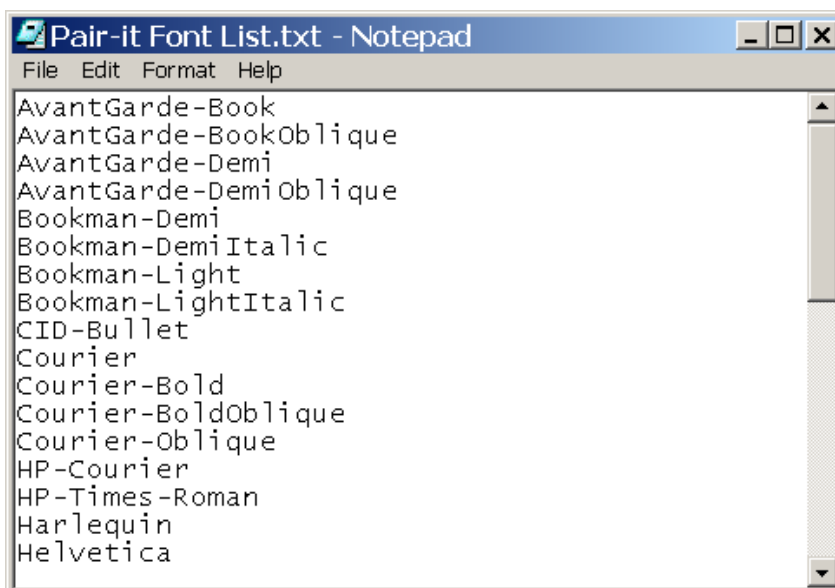 Pair-it Font List.txt - Notepad
File Edit Format Help
AvantGarde-Book
AvantGarde-BookOblique
AvantGarde-Demi
AvantGarde-DemiOblique
Bookman-Demi
Bookman-DemiItalic
Bookman-Light
Bookman-LightItalic
CID-Bullet
Courier
Courier-Bold
Courier-BoldOblique
Courier-Oblique
HP-Courier
HP-Times-Roman
Harlequin
Helvetica